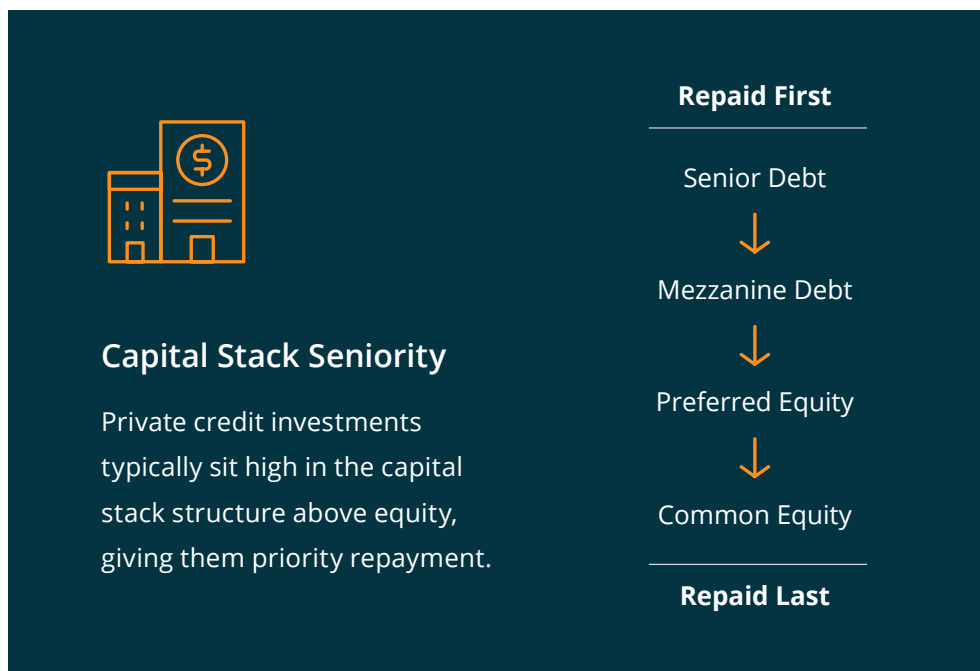 Capital Stack Seniority
Private credit investments
typically sit high in the capital
stack structure above equity,
giving them priority repayment.
Repaid First
Senior Debt
Mezzanine Debt
Preferred Equity
Common Equity
Repaid Last